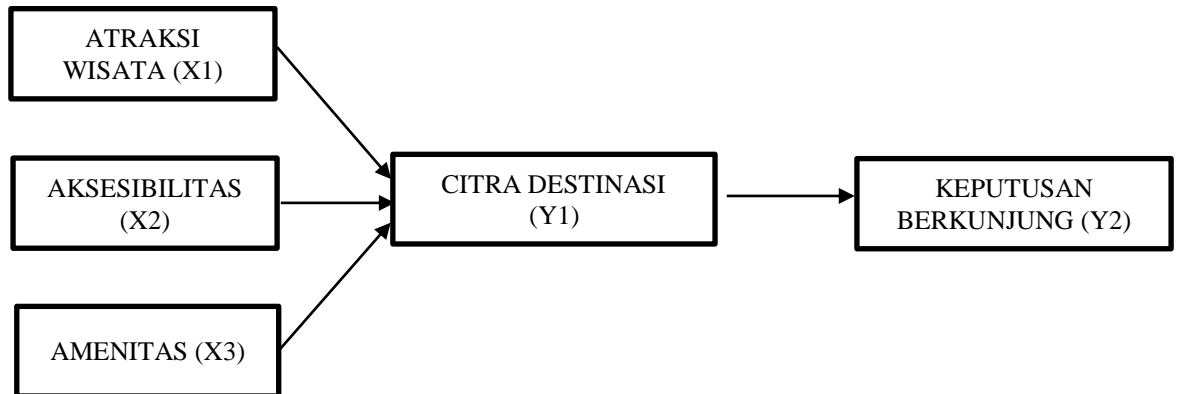 ATRAKSI
WISATA (X1)
AKSESIBILITAS
(X2)
AMENITAS (X3)
CITRA DESTINASI
(Y1)
KEPUTUSAN
BERKUNJUNG (Y2)